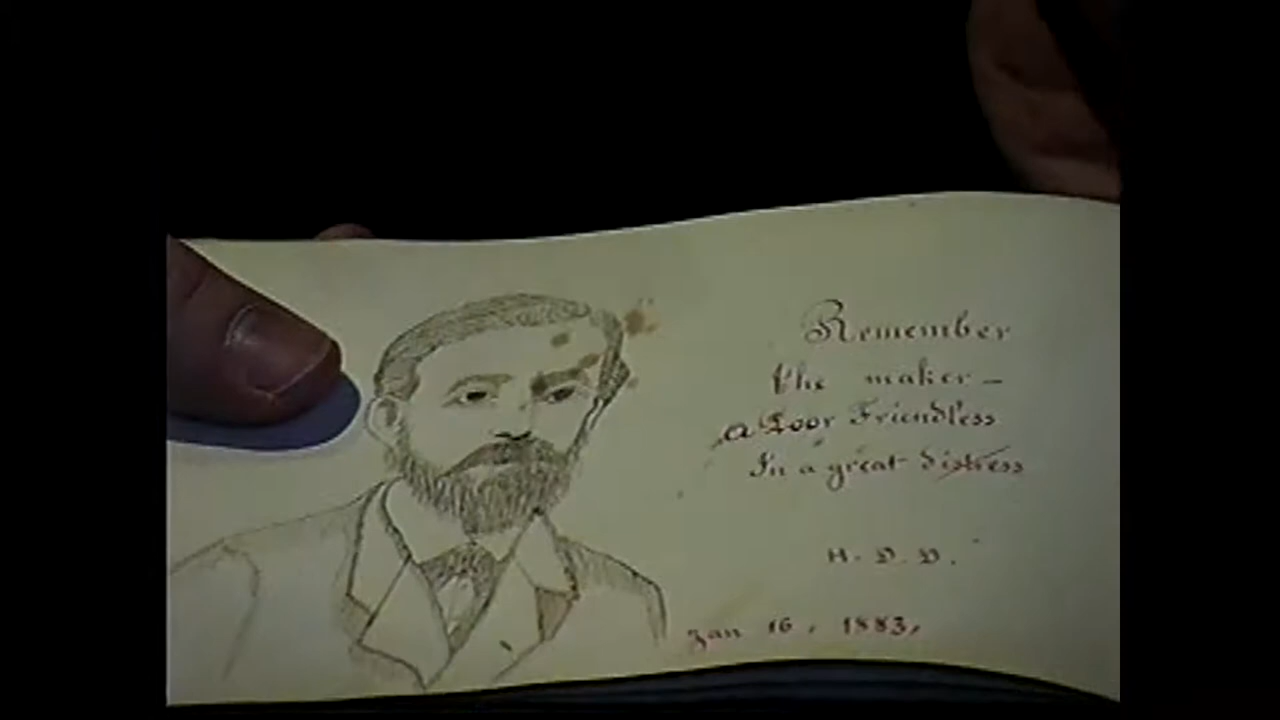 Remember
the maker –
a Poor Friendless
In a great distress
H. D. D.
Jan 16, 1883,